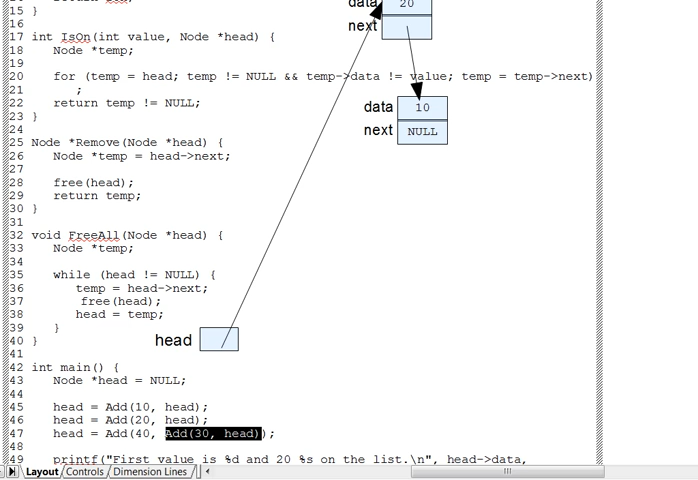 data 20
15 }
16
next
17 int IsOn(int value, Node *head) {
18 Node *temp;
19
20 for (temp = head; temp != NULL && temp->data != value; temp = temp->next)
21 ;
22 return temp != NULL;
23 }
24
data 10
next NULL
25 Node *Remove(Node *head) {
26 Node *temp = head->next;
27
28 free(head);
29 return temp;
30 }
31
32 void FreeAll(Node *head) {
33 Node *temp;
34
35 while (head != NULL) {
36 temp = head->next;
37 free(head);
38 head = temp;
39 }
40 }
head
41
42 int main() {
43 Node *head = NULL;
44
45 head = Add(10, head);
46 head = Add(20, head);
47 head = Add(40, Add(30, head));
48
49 printf("First value is %d and 20 %s on the list.\n", head->data,
Layout Controls Dimension Lines